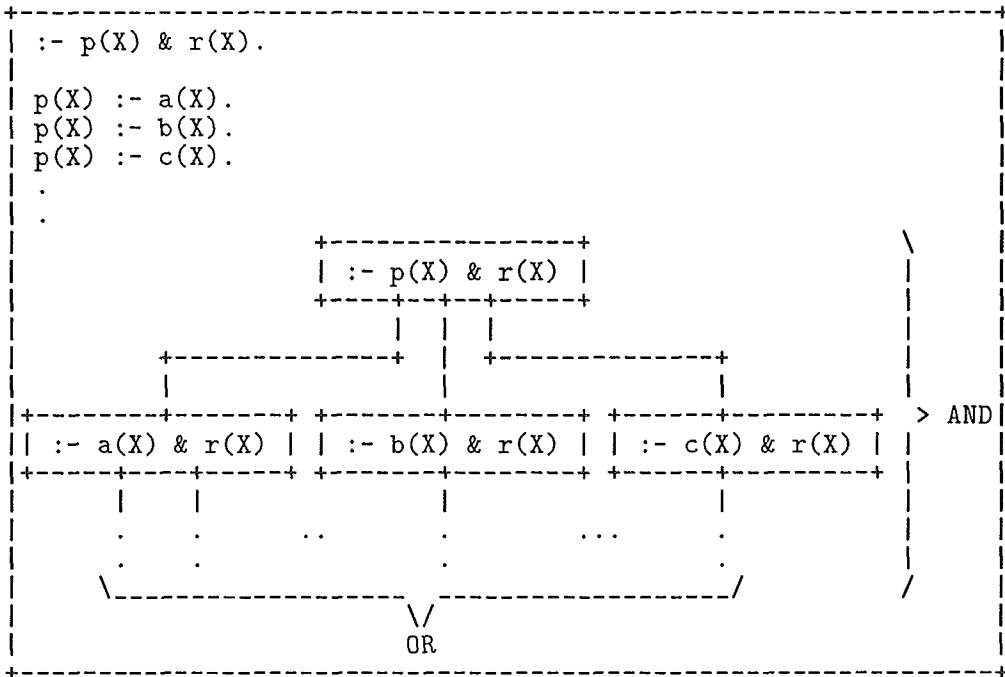 :- p(X) & r(X).
p(X) :- a(X).
p(X) :- b(X).
p(X) :- c(X).
.
.
:- p(X) & r(X)
> AND
:- a(X) & r(X) :- b(X) & r(X) :- c(X) & r(X)
. . .. . ... .
. . . .
OR